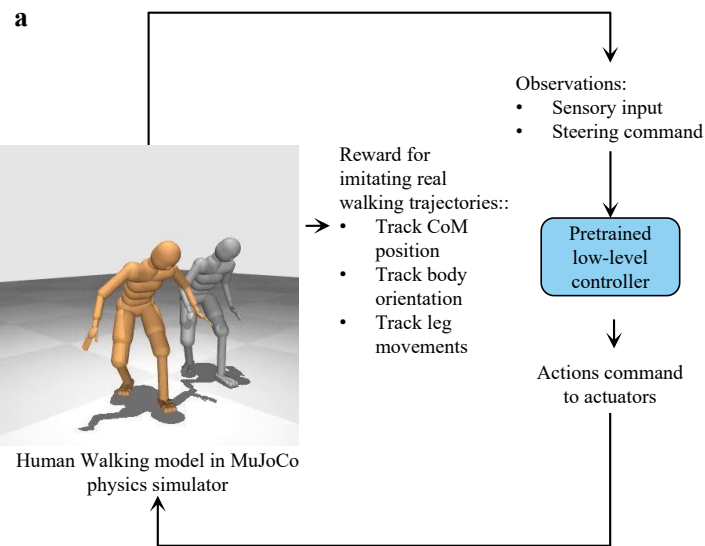 a
Observations:
• Sensory input
• Steering command
Reward for
imitating real
walking trajectories::
• Track CoM
position
• Track body
orientation
• Track leg
movements
Pretrained
low-level
controller
Actions command
to actuators
Human Walking model in MuJoCo
physics simulator